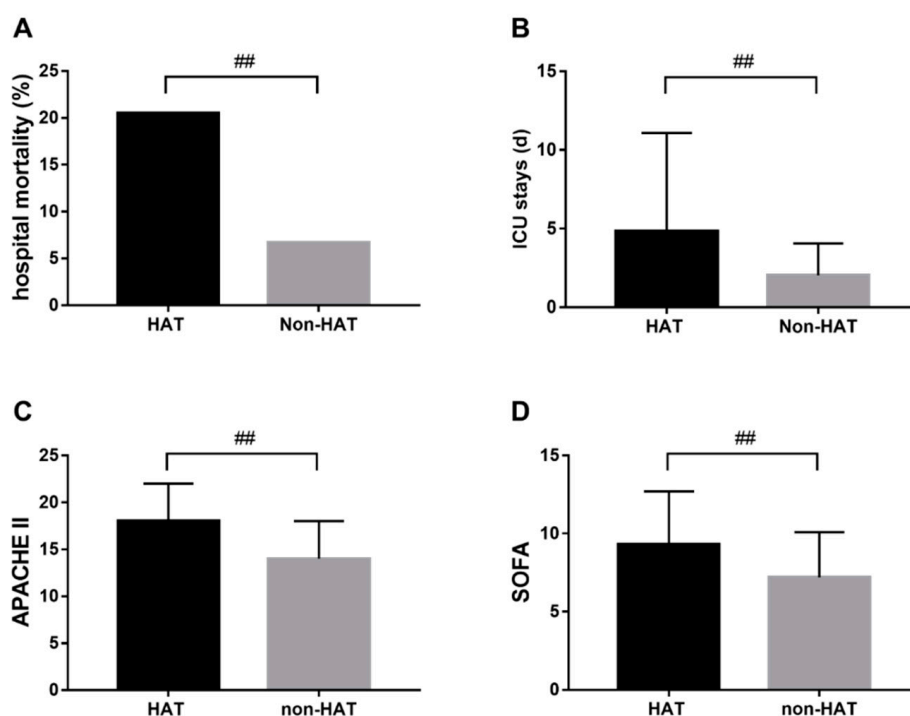 A
hospital mortality (%)
25
20
15
10
5
0
##
HAT
Non-HAT
B
ICU stays (d)
15
10
5
0
##
HAT
Non-HAT
C
APACHE II
25
20
15
10
5
0
##
HAT
non-HAT
D
SOFA
15
10
5
0
##
HAT
non-HAT